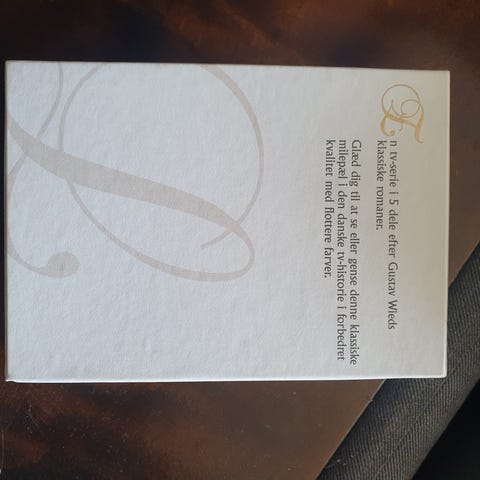 En tv-serie i 5 dele efter Gustav Wieds
klassiske romaner.
Glæd dig til at se eller gense denne klassiske
milepæl i den danske tv-historie i forbedret
kvalitet med flottere farver.